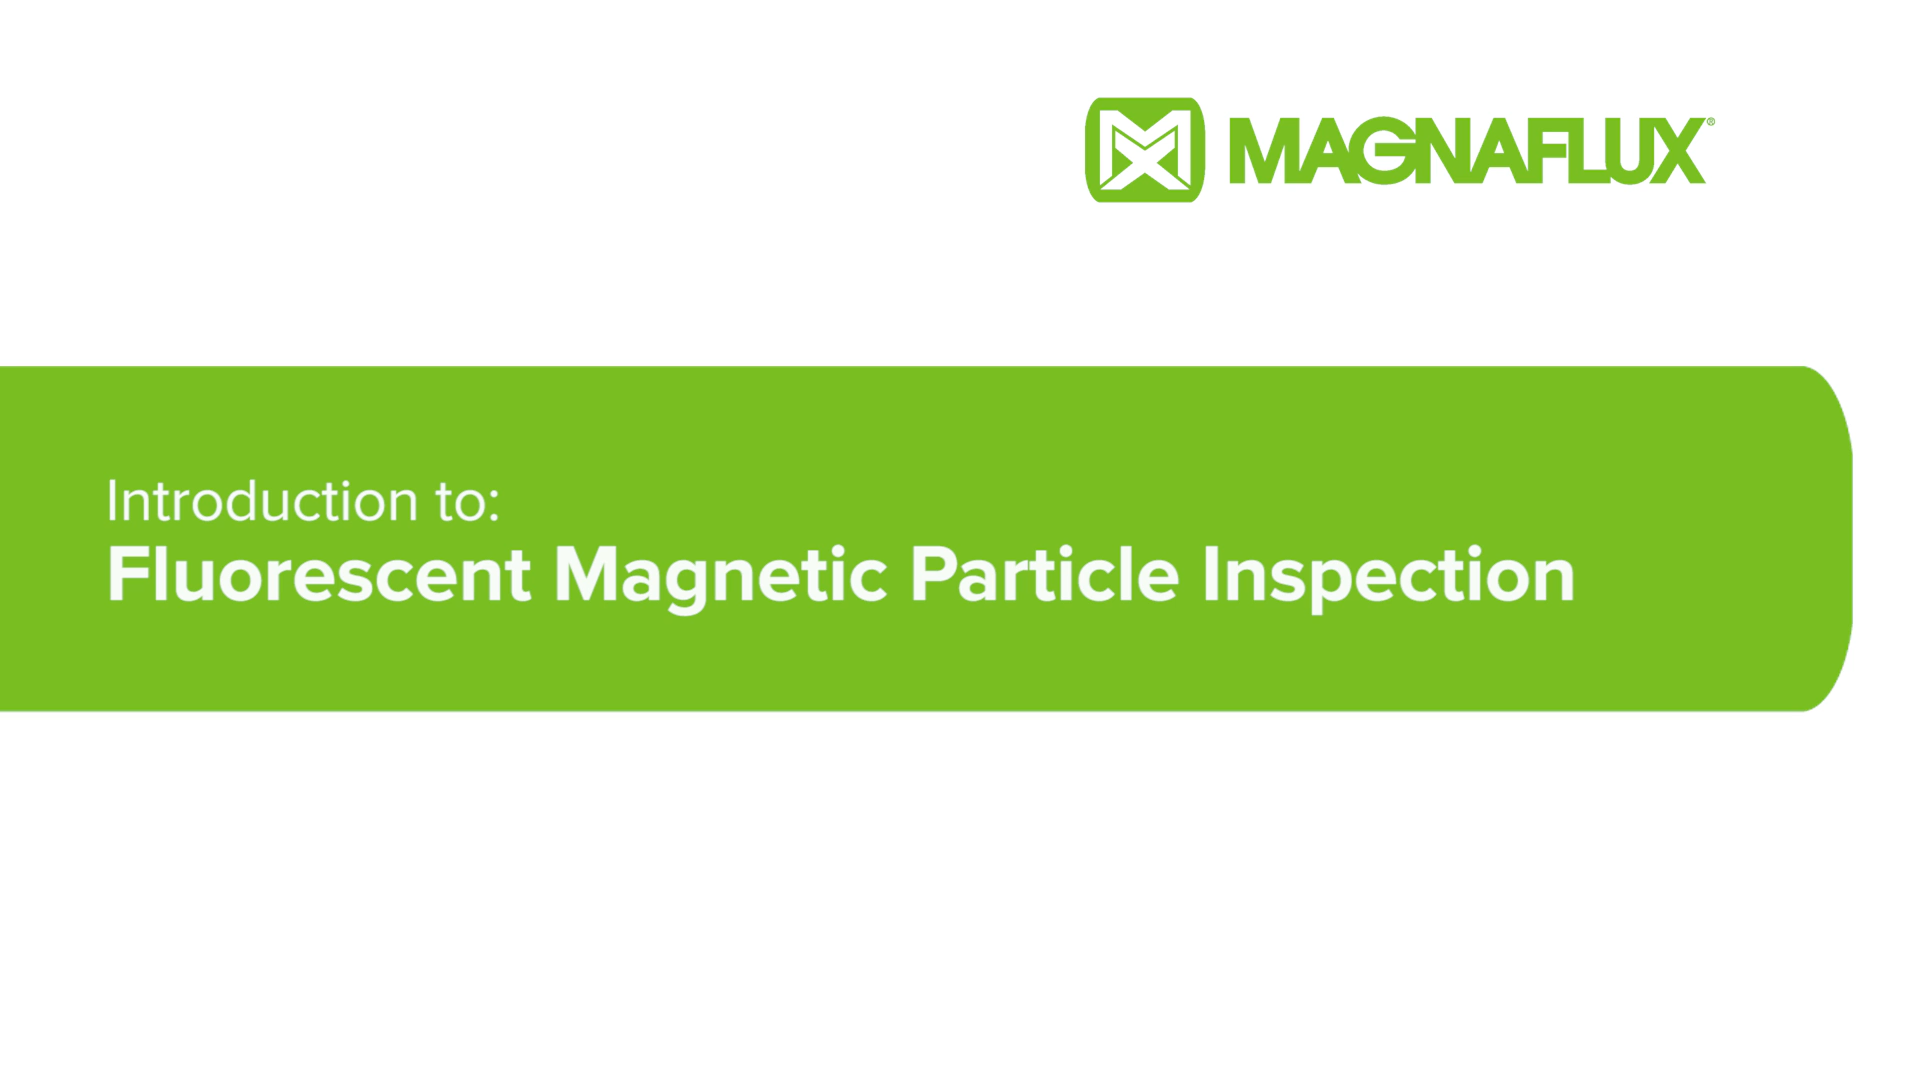 MAGNAFLUX®
Introduction to:
Fluorescent Magnetic Particle Inspection